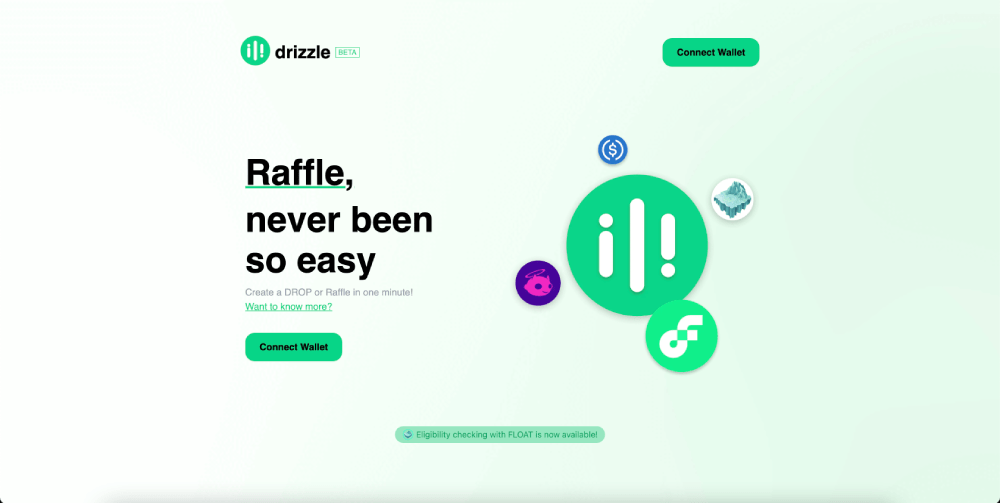 drizzle BETA
Connect Wallet
Raffle,
never been
so easy
Create a DROP or Raffle in one minute!
Want to know more?
Connect Wallet
Eligibility checking with FLOAT is now available!